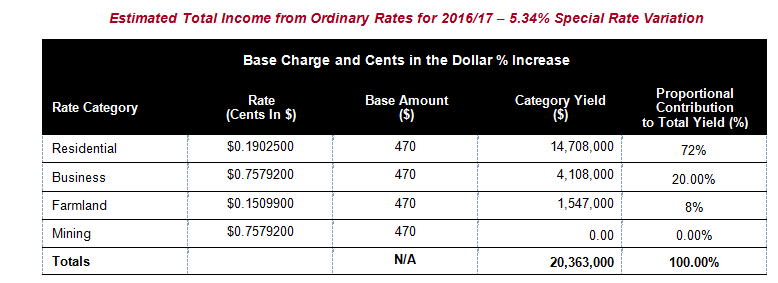 Estimated Total Income from Ordinary Rates for 2016/17 – 5.34% Special Rate Variation
Base Charge and Cents in the Dollar % Increase
Rate Category Rate (Cents In $) Base Amount ($) Category Yield ($) Proportional Contribution to Total Yield (%)
Residential $0.1902500 470 14,708,000 72%
Business $0.7579200 470 4,108,000 20.00%
Farmland $0.1509900 470 1,547,000 8%
Mining $0.7579200 470 0.00 0.00%
Totals N/A 20,363,000 100.00%